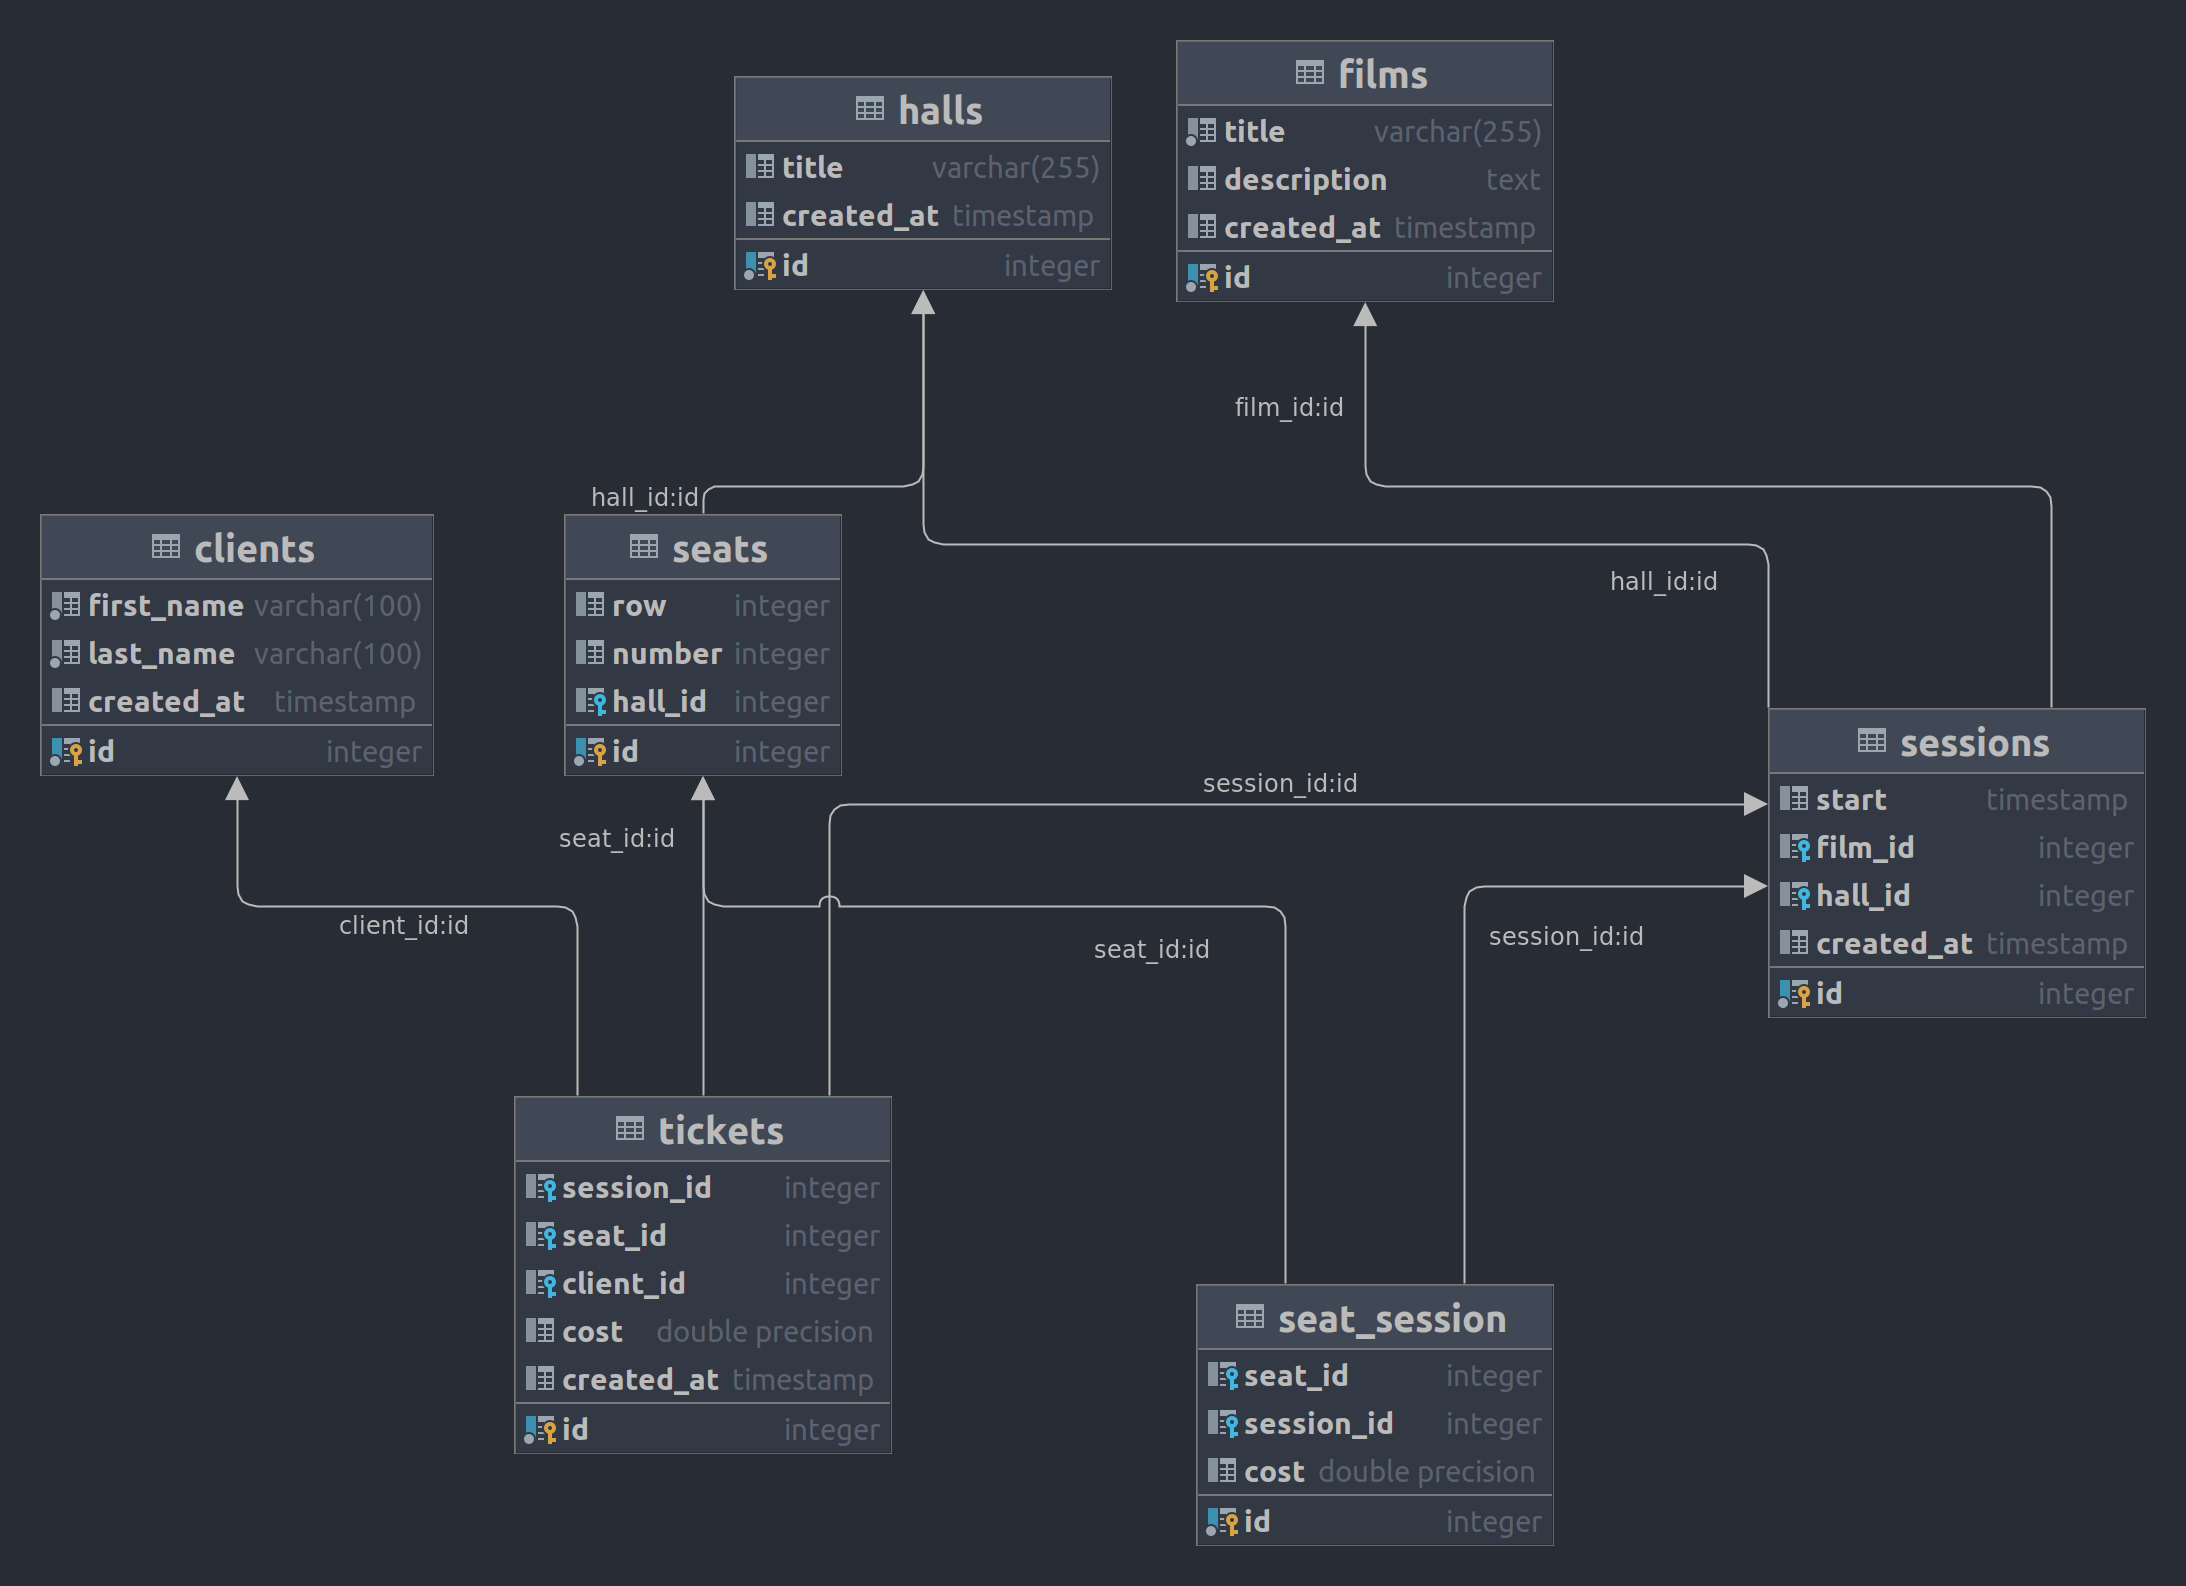 halls
title varchar(255)
created_at timestamp
id integer
films
title varchar(255)
description text
created_at timestamp
id integer
film_id:id
hall_id:id
hall_id:id
clients
first_name varchar(100)
last_name varchar(100)
created_at timestamp
id integer
seats
row integer
number integer
hall_id integer
id integer
sessions
start timestamp
film_id integer
hall_id integer
created_at timestamp
id integer
session_id:id
seat_id:id
client_id:id
seat_id:id
session_id:id
tickets
session_id integer
seat_id integer
client_id integer
cost double precision
created_at timestamp
id integer
seat_session
seat_id integer
session_id integer
cost double precision
id integer